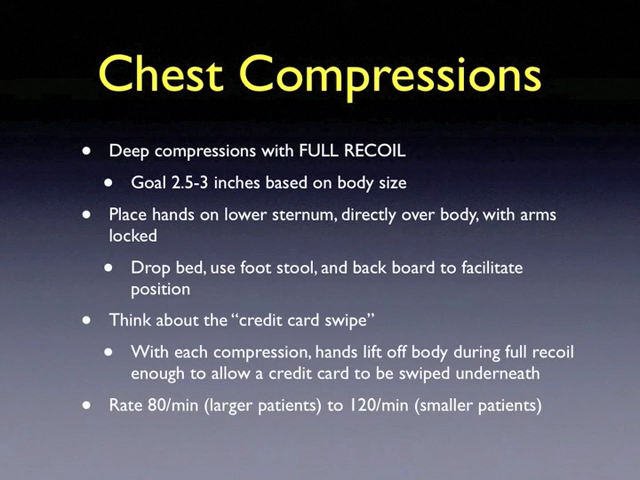 Chest Compressions
• Deep compressions with FULL RECOIL
• Goal 2.5-3 inches based on body size
• Place hands on lower sternum, directly over body, with arms
locked
• Drop bed, use foot stool, and back board to facilitate
position
• Think about the “credit card swipe”
• With each compression, hands lift off body during full recoil
enough to allow a credit card to be swiped underneath
• Rate 80/min (larger patients) to 120/min (smaller patients)